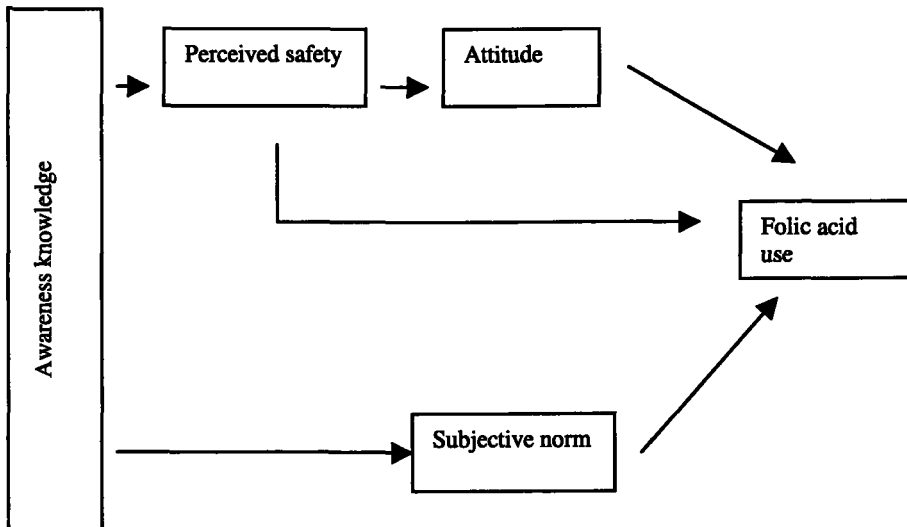 Perceived safety
Attitude
Awareness knowledge
Folic acid
use
Subjective norm